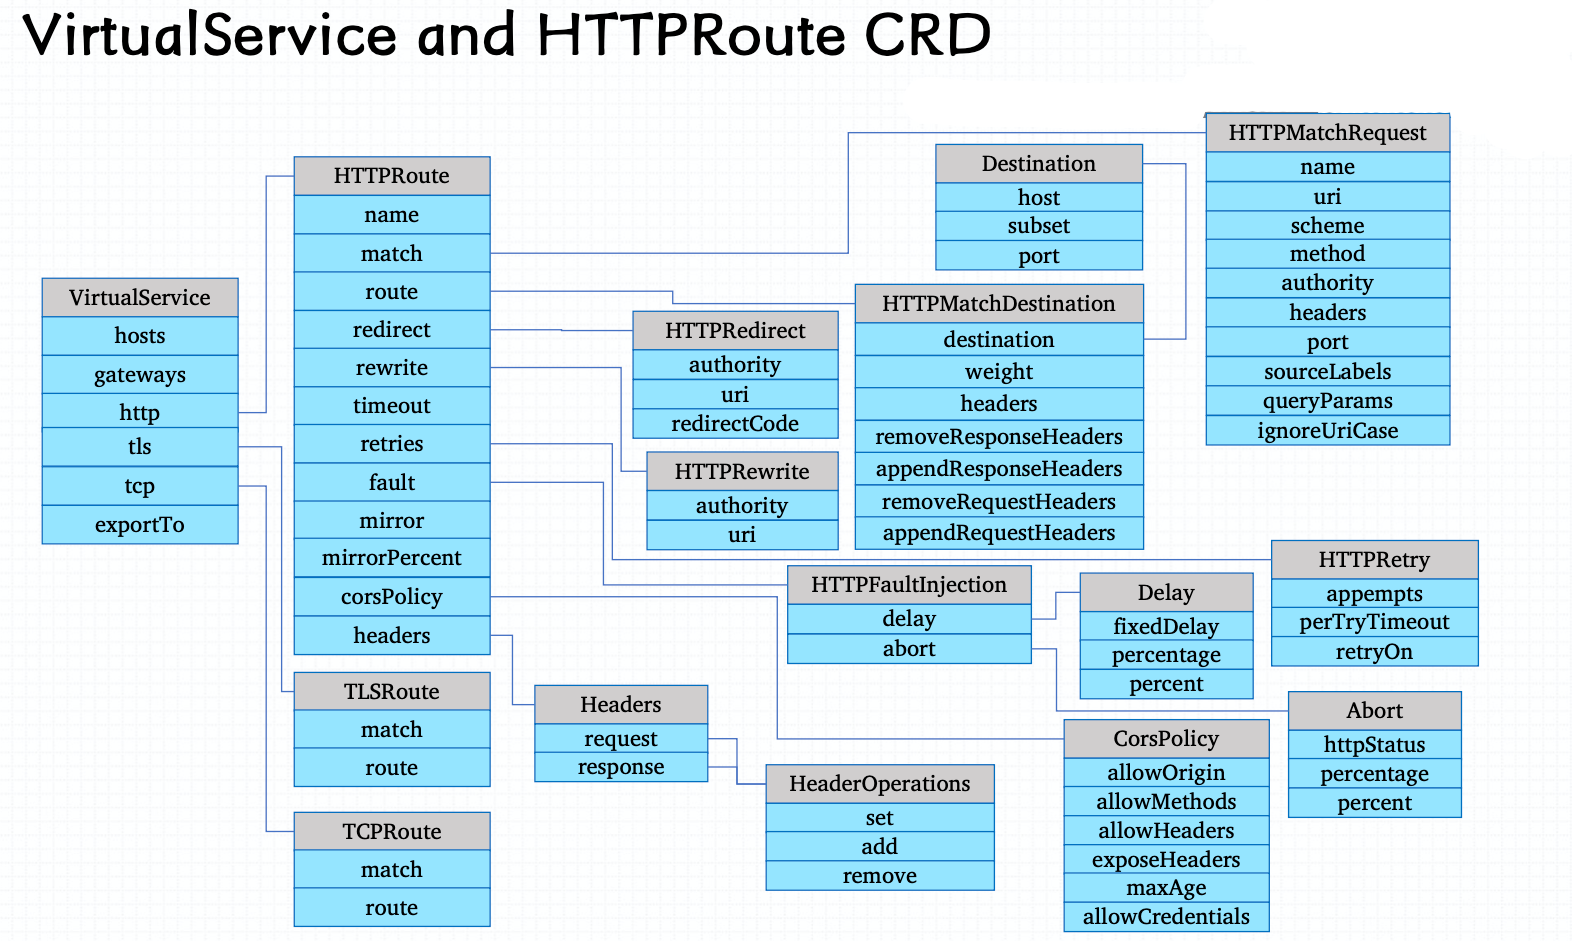 VirtualService and HTTPRoute CRD
VirtualService
hosts
gateways
http
tls
tcp
exportTo
HTTPRoute
name
match
route
redirect
rewrite
timeout
retries
fault
mirror
mirrorPercent
corsPolicy
headers
TLSRoute
match
route
TCPRoute
match
route
HTTPRedirect
authority
uri
redirectCode
HTTPRewrite
authority
uri
Headers
request
response
HeaderOperations
set
add
remove
Destination
host
subset
port
HTTPMatchDestination
destination
weight
headers
removeResponseHeaders
appendResponseHeaders
removeRequestHeaders
appendRequestHeaders
HTTPFaultInjection
delay
abort
Delay
fixedDelay
percentage
percent
CorsPolicy
allowOrigin
allowMethods
allowHeaders
exposeHeaders
maxAge
allowCredentials
HTTPMatchRequest
name
uri
scheme
method
authority
headers
port
sourceLabels
queryParams
ignoreUriCase
HTTPRetry
appempts
perTryTimeout
retryOn
Abort
httpStatus
percentage
percent